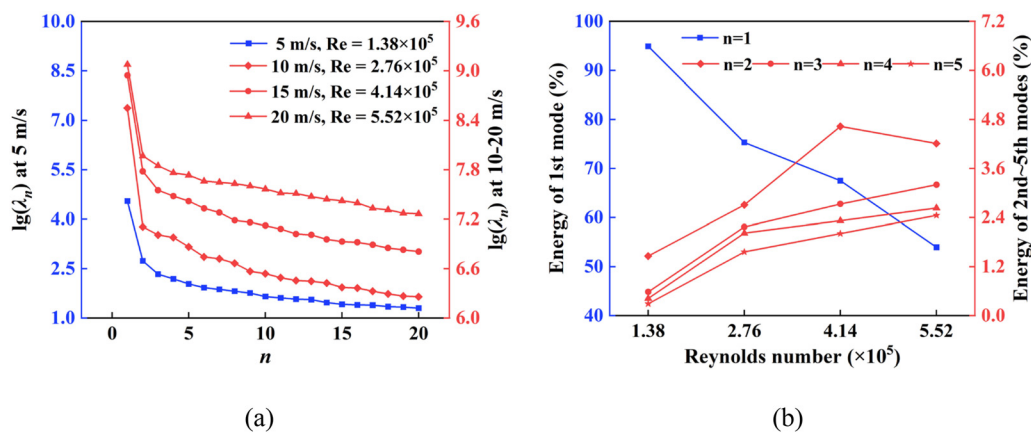 10.0
8.5
7.0
5.5
4.0
2.5
1.0
lg(λn) at 5 m/s
9.6
9.0
8.4
7.8
7.2
6.6
6.0
lg(λn) at 10-20 m/s
5 m/s, Re = 1.38×10⁵
10 m/s, Re = 2.76×10⁵
15 m/s, Re = 4.14×10⁵
20 m/s, Re = 5.52×10⁵
0 5 10 15 20
n
(a)
100
90
80
70
60
50
40
Energy of 1st mode (%)
7.2
6.0
4.8
3.6
2.4
1.2
0.0
Energy of 2nd~5th modes (%)
n=1
n=2 n=3 n=4 n=5
1.38 2.76 4.14 5.52
Reynolds number (×10⁵)
(b)